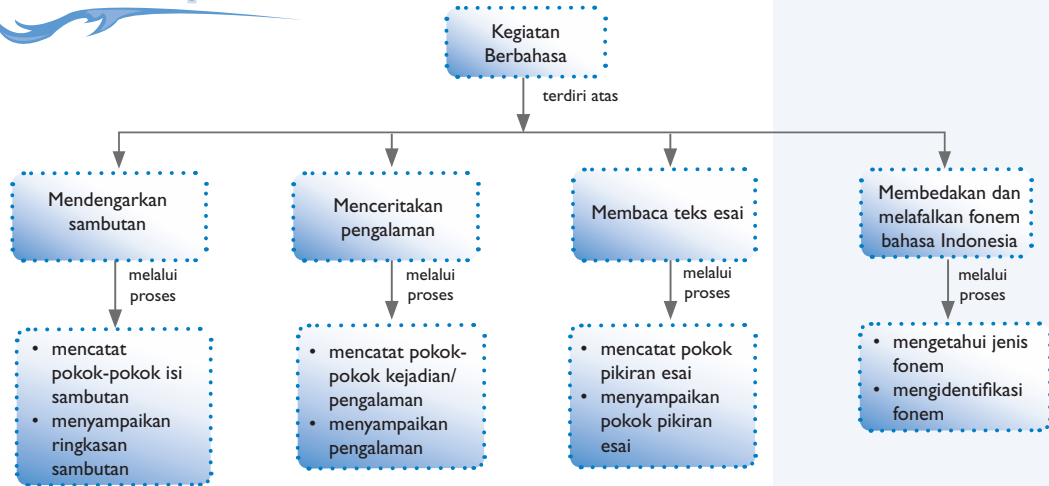 Kegiatan
Berbahasa
terdiri atas
Mendengarkan
sambutan
Menceritakan
pengalaman
Membaca teks esai
Membedakan dan
melafalkan fonem
bahasa Indonesia
melalui
proses
melalui
proses
melalui
proses
melalui
proses
• mencatat
pokok-pokok isi
sambutan
• menyampaikan
ringkasan
sambutan
• mencatat pokok-
pokok kejadian/
pengalaman
• menyampaikan
pengalaman
• mencatat pokok
pikiran esai
• menyampaikan
pokok pikiran
esai
• mengetahui jenis
fonem
• mengidentifikasi
fonem